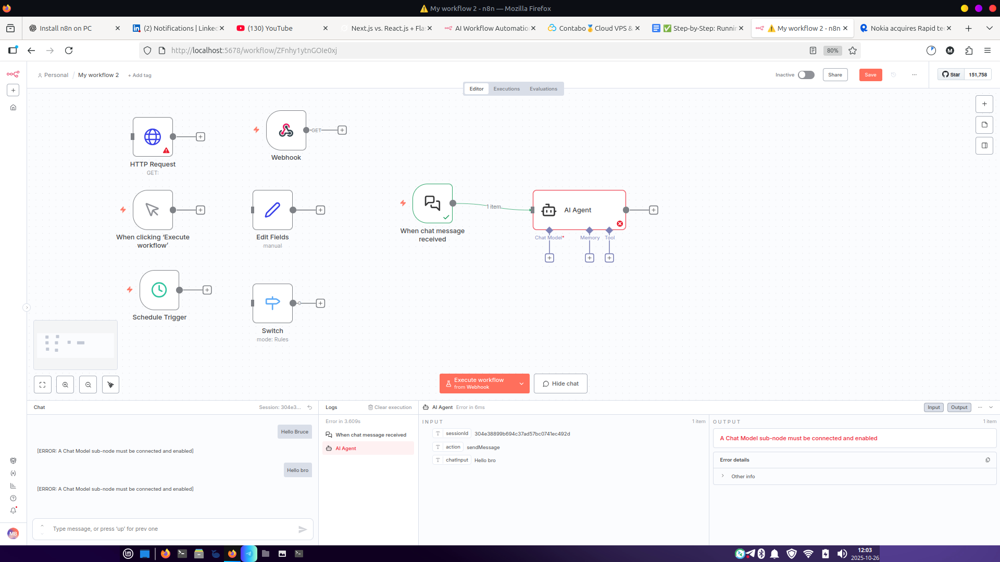 My workflow 2 - n8n — Mozilla Firefox
Install n8n on PC
(2) Notifications | Linked
(130) YouTube
Next.js vs. React.js + Fla
AI Workflow Automatio
Contabo🥇Cloud VPS &
✅ Step-by-Step: Runnin
⚠️ My workflow 2 - n8n
Nokia acquires Rapid te
http://localhost:5678/workflow/ZFnhy1ytnGOIe0xj
80%
M
Personal / My workflow 2 + Add tag
Inactive
Share
Save
Star 151,758
Editor Executions Evaluations
GET
Webhook
HTTP Request
GET:
1 item
AI Agent
When clicking ‘Execute workflow’
Edit Fields
manual
When chat message received
Chat Model*
Memory
Tool
0
Schedule Trigger
Switch
mode: Rules
Execute workflow
from Webhook
Hide chat
Chat
Session: 304e3...
Hello Bruce
[ERROR: A Chat Model sub-node must be connected and enabled]
Hello bro
[ERROR: A Chat Model sub-node must be connected and enabled]
Type message, or press ‘up’ for prev one
Logs
Clear execution
Error in 3.609s
When chat message received
AI Agent
AI Agent Error in 6ms
Input Output
INPUT
1 item
T sessionId 304e38899b694c37ad57bc0741ec492d
T action sendMessage
T chatInput Hello bro
OUTPUT
1 item
A Chat Model sub-node must be connected and enabled
Error details
Other info
MB
12:03
2025-10-26